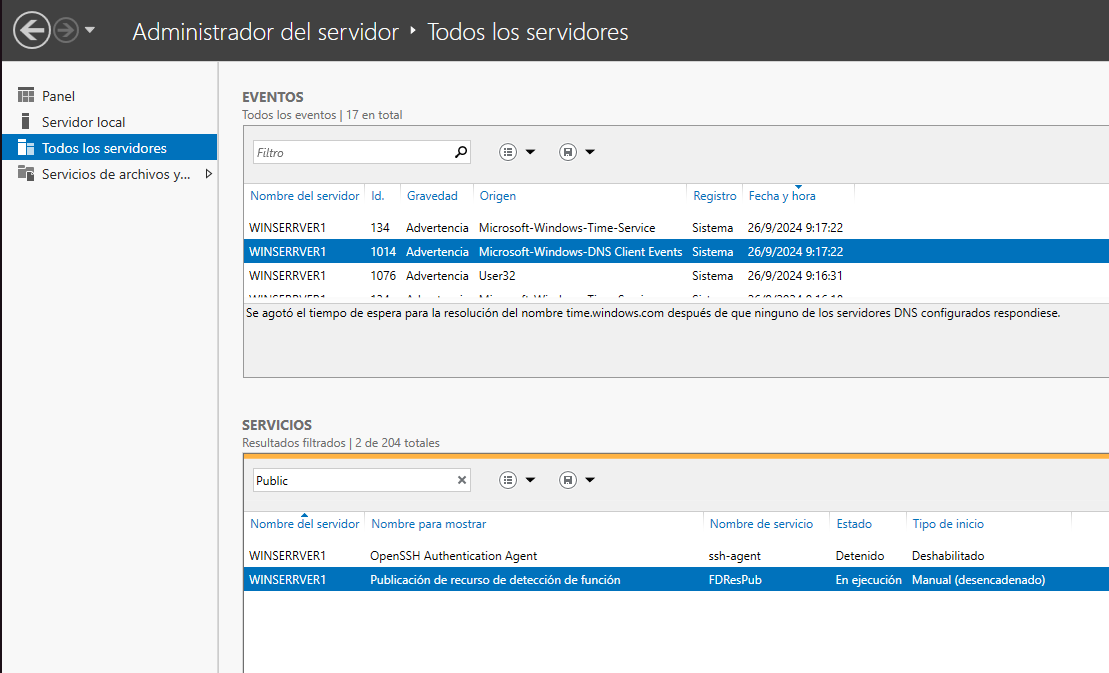 Administrador del servidor ‣ Todos los servidores
Panel
Servidor local
Todos los servidores
Servicios de archivos y...
EVENTOS
Todos los eventos | 17 en total
Filtro
Nombre del servidor Id. Gravedad Origen Registro Fecha y hora
WINSERRVER1 134 Advertencia Microsoft-Windows-Time-Service Sistema 26/9/2024 9:17:22
WINSERRVER1 1014 Advertencia Microsoft-Windows-DNS Client Events Sistema 26/9/2024 9:17:22
WINSERRVER1 1076 Advertencia User32 Sistema 26/9/2024 9:16:31
Se agotó el tiempo de espera para la resolución del nombre time.windows.com después de que ninguno de los servidores DNS configurados respondiese.
SERVICIOS
Resultados filtrados | 2 de 204 totales
Public
Nombre del servidor Nombre para mostrar Nombre de servicio Estado Tipo de inicio
WINSERRVER1 OpenSSH Authentication Agent ssh-agent Detenido Deshabilitado
WINSERRVER1 Publicación de recurso de detección de función FDResPub En ejecución Manual (desencadenado)